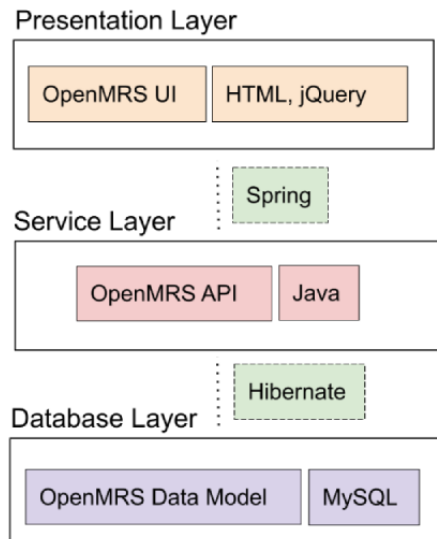 Presentation Layer
OpenMRS UI
HTML, jQuery
Spring
Service Layer
OpenMRS API
Java
Hibernate
Database Layer
OpenMRS Data Model
MySQL